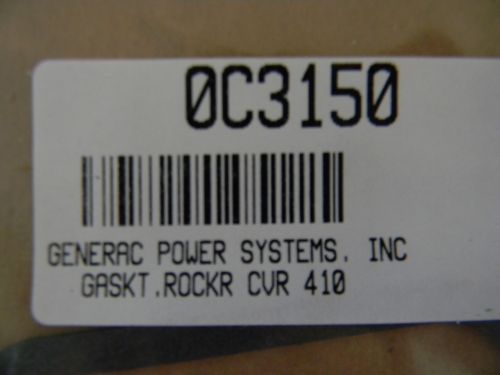 0C3150
GENERAC POWER SYSTEMS, INC
GASKT,ROCKR CVR 410